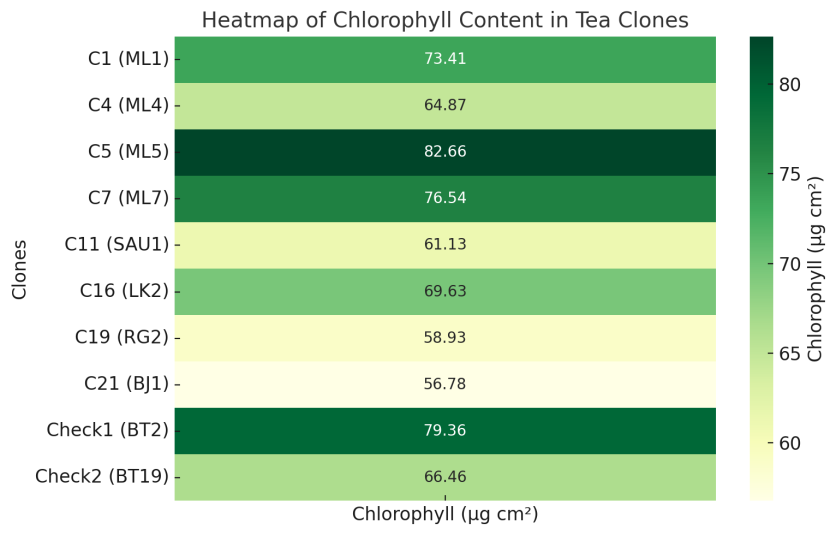 Heatmap of Chlorophyll Content in Tea Clones
Clones
C1 (ML1) 73.41
C4 (ML4) 64.87
C5 (ML5) 82.66
C7 (ML7) 76.54
C11 (SAU1) 61.13
C16 (LK2) 69.63
C19 (RG2) 58.93
C21 (BJ1) 56.78
Check1 (BT2) 79.36
Check2 (BT19) 66.46
Chlorophyll (µg cm²)
80
75
70
65
60
Chlorophyll (µg cm²)